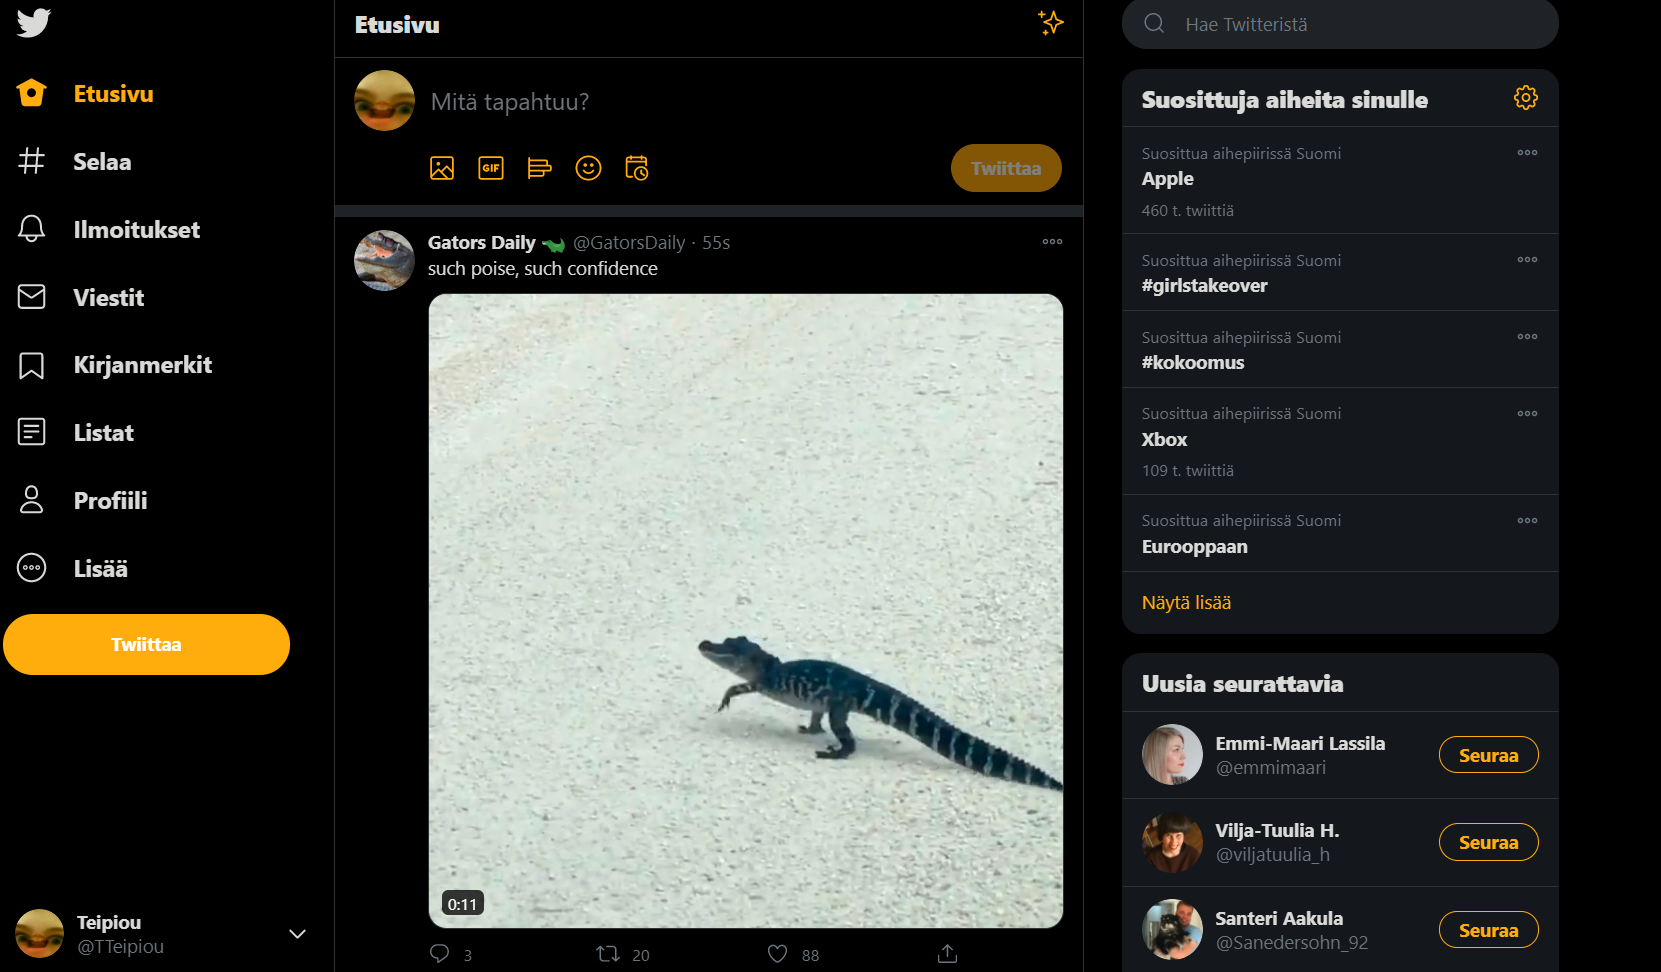 Etusivu
Selaa
Ilmoitukset
Viestit
Kirjanmerkit
Listat
Profiili
Lisää
Twiittaa
Teipiou
@TTeipiou
Etusivu
Mitä tapahtuu?
GIF
Twiittaa
Gators Daily 🐊 @GatorsDaily · 55s
such poise, such confidence
0:11
3 20 88
Hae Twitteristä
Suosittuja aiheita sinulle
Suosittua aihepiirissä Suomi
Apple
460 t. twiittiä
Suosittua aihepiirissä Suomi
#girlstakeover
Suosittua aihepiirissä Suomi
#kokoomus
Suosittua aihepiirissä Suomi
Xbox
109 t. twiittiä
Suosittua aihepiirissä Suomi
Eurooppaan
Näytä lisää
Uusia seurattavia
Emmi-Maari Lassila
@emmimaari
Seuraa
Vilja-Tuulia H.
@viljatuulia_h
Seuraa
Santeri Aakula
@Sanedersohn_92
Seuraa